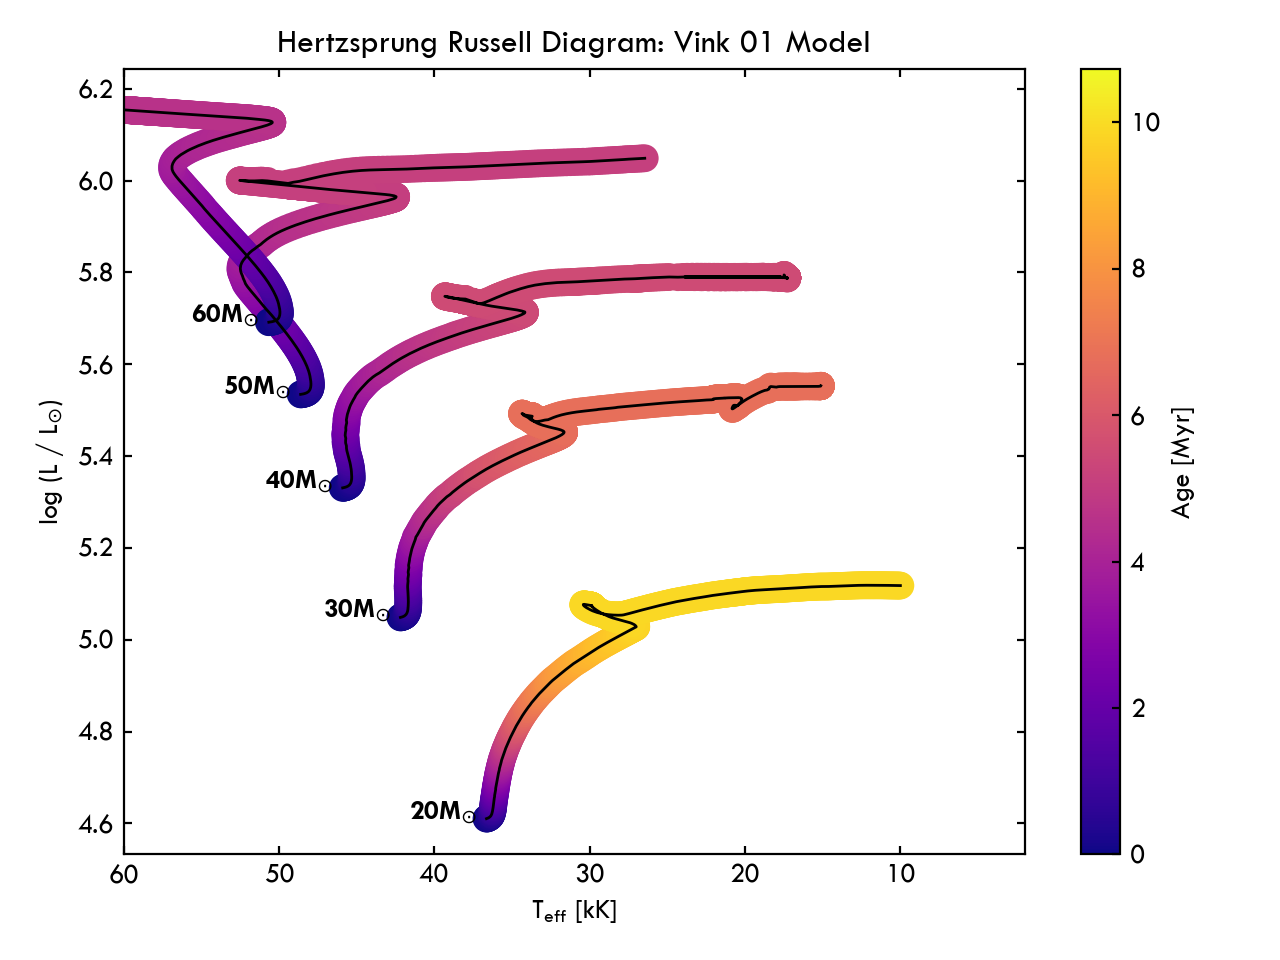 Hertzsprung Russell Diagram: Vink 01 Model
log (L / L⊙)
6.2
6.0
5.8
5.6
5.4
5.2
5.0
4.8
4.6
60M⊙
50M⊙
40M⊙
30M⊙
20M⊙
60 50 40 30 20 10
T_eff [kK]
10
8
6
4
2
0
Age [Myr]